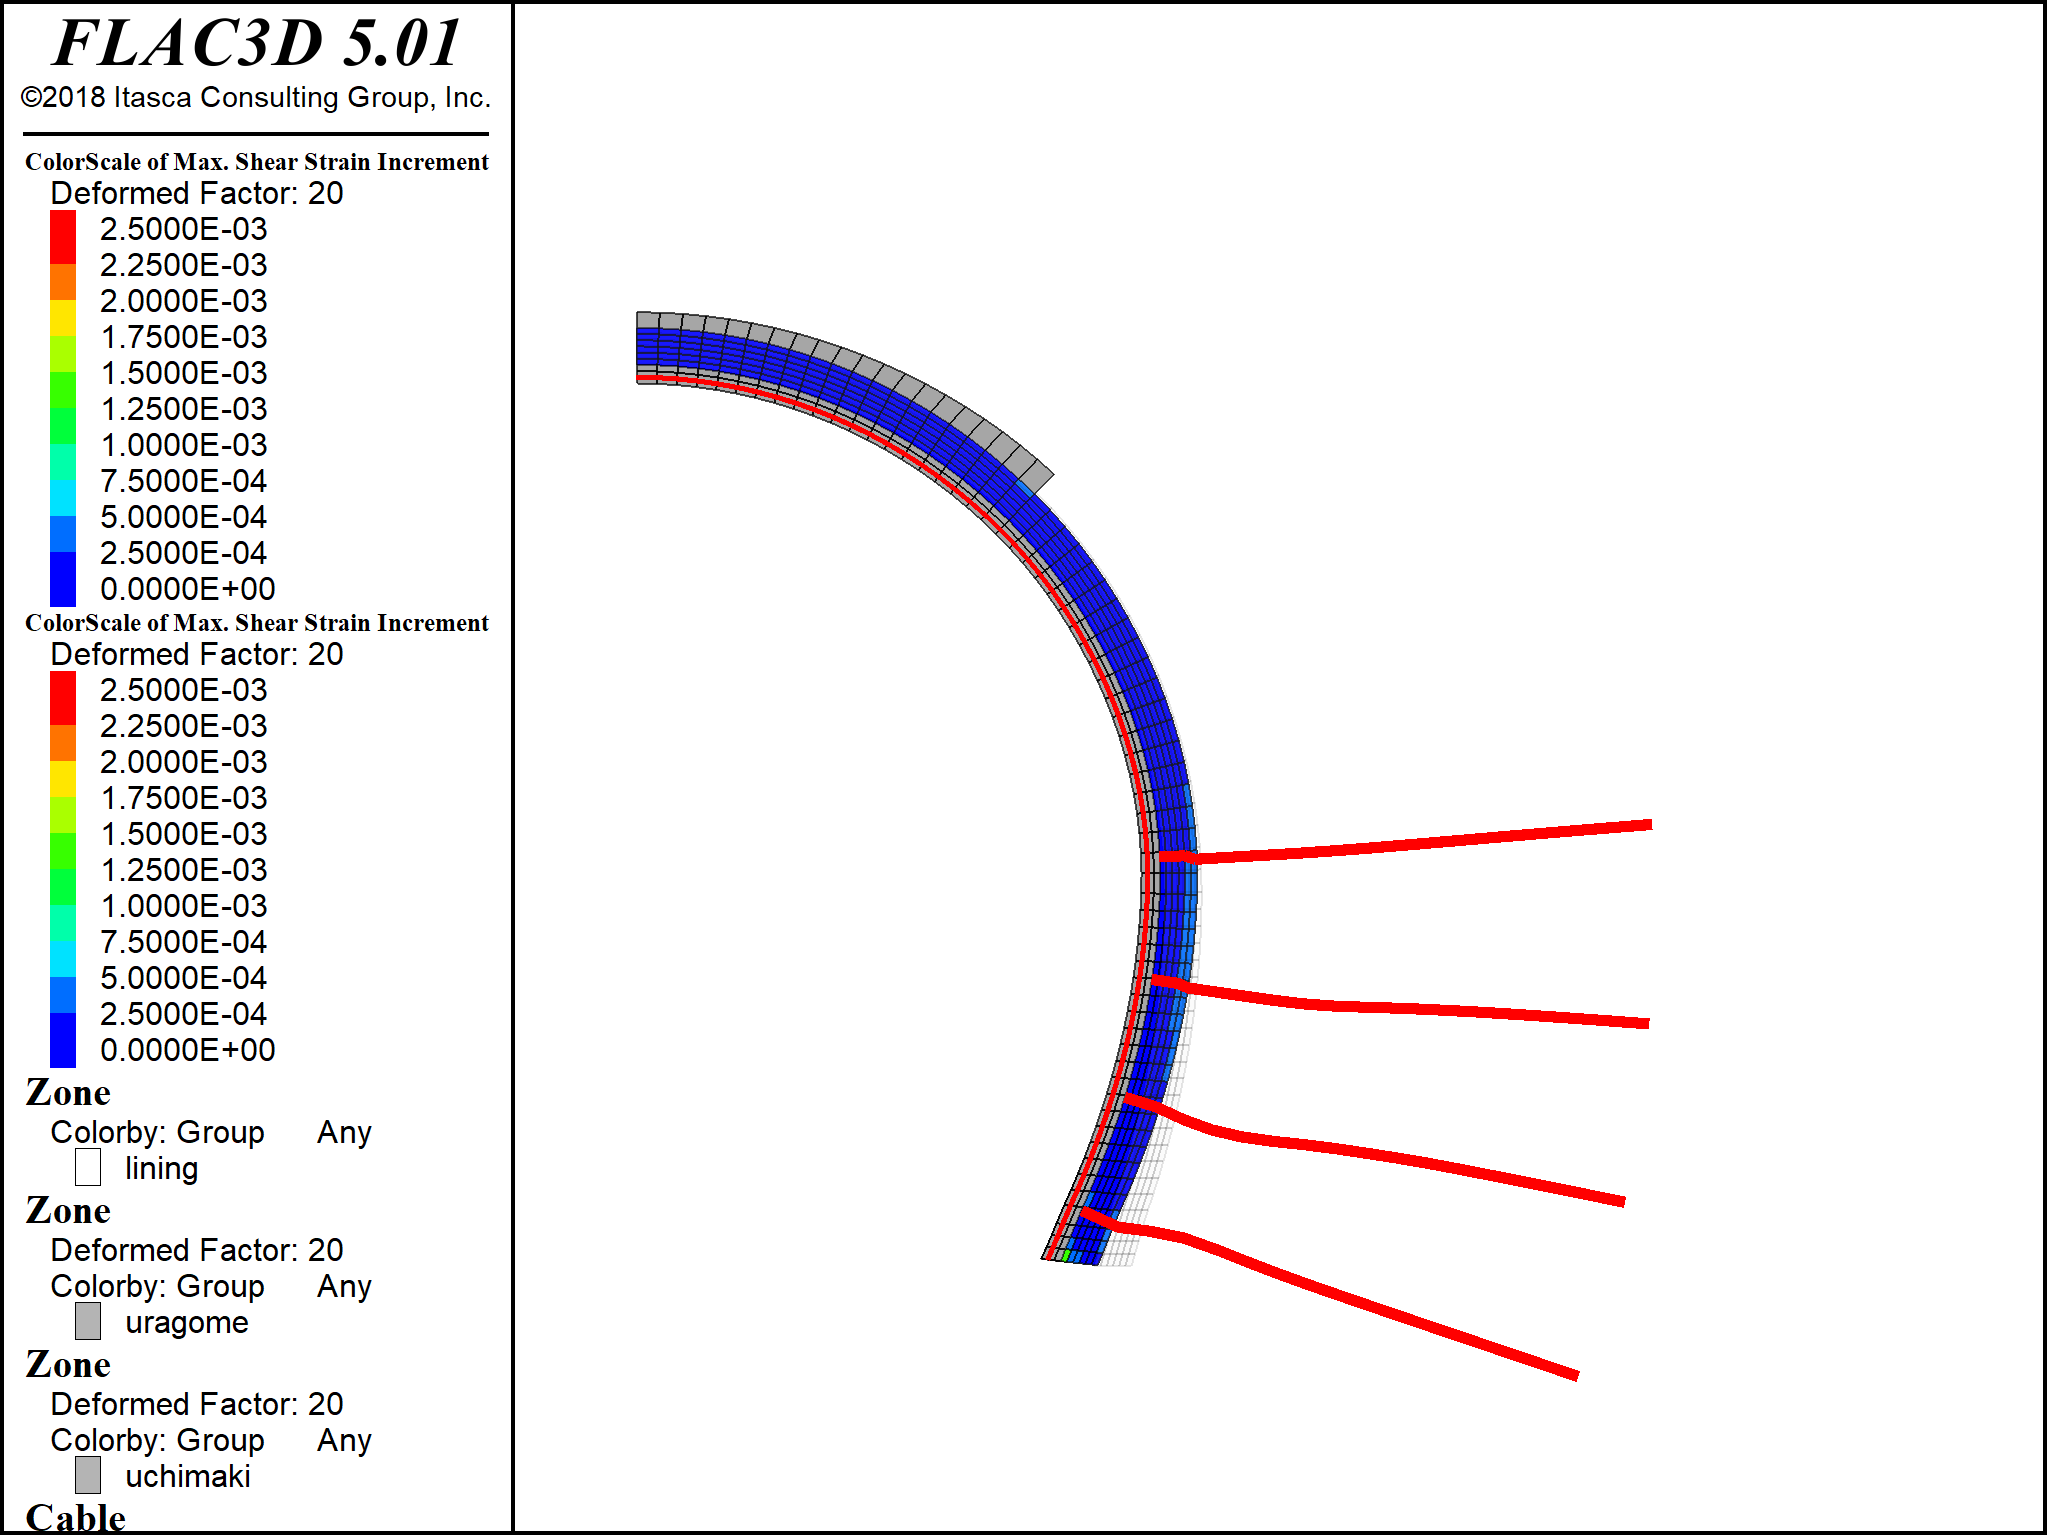 FLAC3D 5.01
©2018 Itasca Consulting Group, Inc.
ColorScale of Max. Shear Strain Increment
Deformed Factor: 20
2.5000E-03
2.2500E-03
2.0000E-03
1.7500E-03
1.5000E-03
1.2500E-03
1.0000E-03
7.5000E-04
5.0000E-04
2.5000E-04
0.0000E+00
ColorScale of Max. Shear Strain Increment
Deformed Factor: 20
2.5000E-03
2.2500E-03
2.0000E-03
1.7500E-03
1.5000E-03
1.2500E-03
1.0000E-03
7.5000E-04
5.0000E-04
2.5000E-04
0.0000E+00
Zone
Colorby: Group Any
lining
Zone
Deformed Factor: 20
Colorby: Group Any
uragome
Zone
Deformed Factor: 20
Colorby: Group Any
uchimaki
Cable